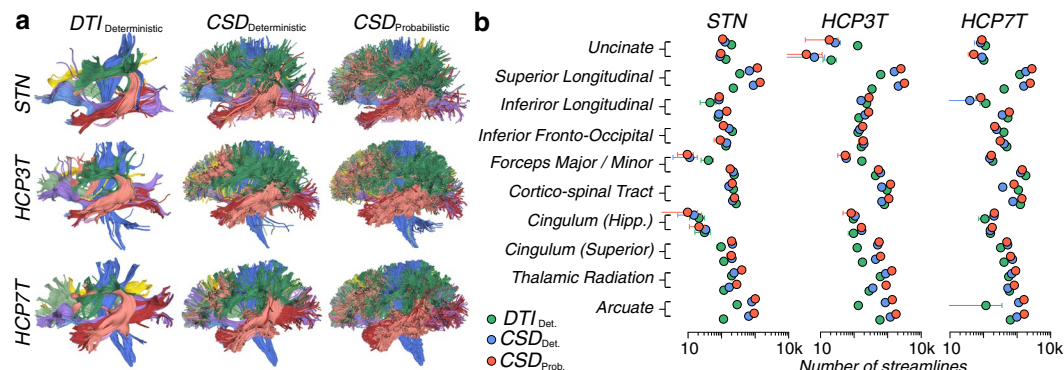 a
DTI Deterministic
CSD Deterministic
CSD Probabilistic
STN
HCP3T
HCP7T
b
STN
HCP3T
HCP7T
Uncinate
Superior Longitudinal
Inferiror Longitudinal
Inferior Fronto-Occipital
Forceps Major / Minor
Cortico-spinal Tract
Cingulum (Hipp.)
Cingulum (Superior)
Thalamic Radiation
Arcuate
DTI Det.
CSD Det.
CSD Prob.
10 10k 10 10k 10 10k
Number of streamlines